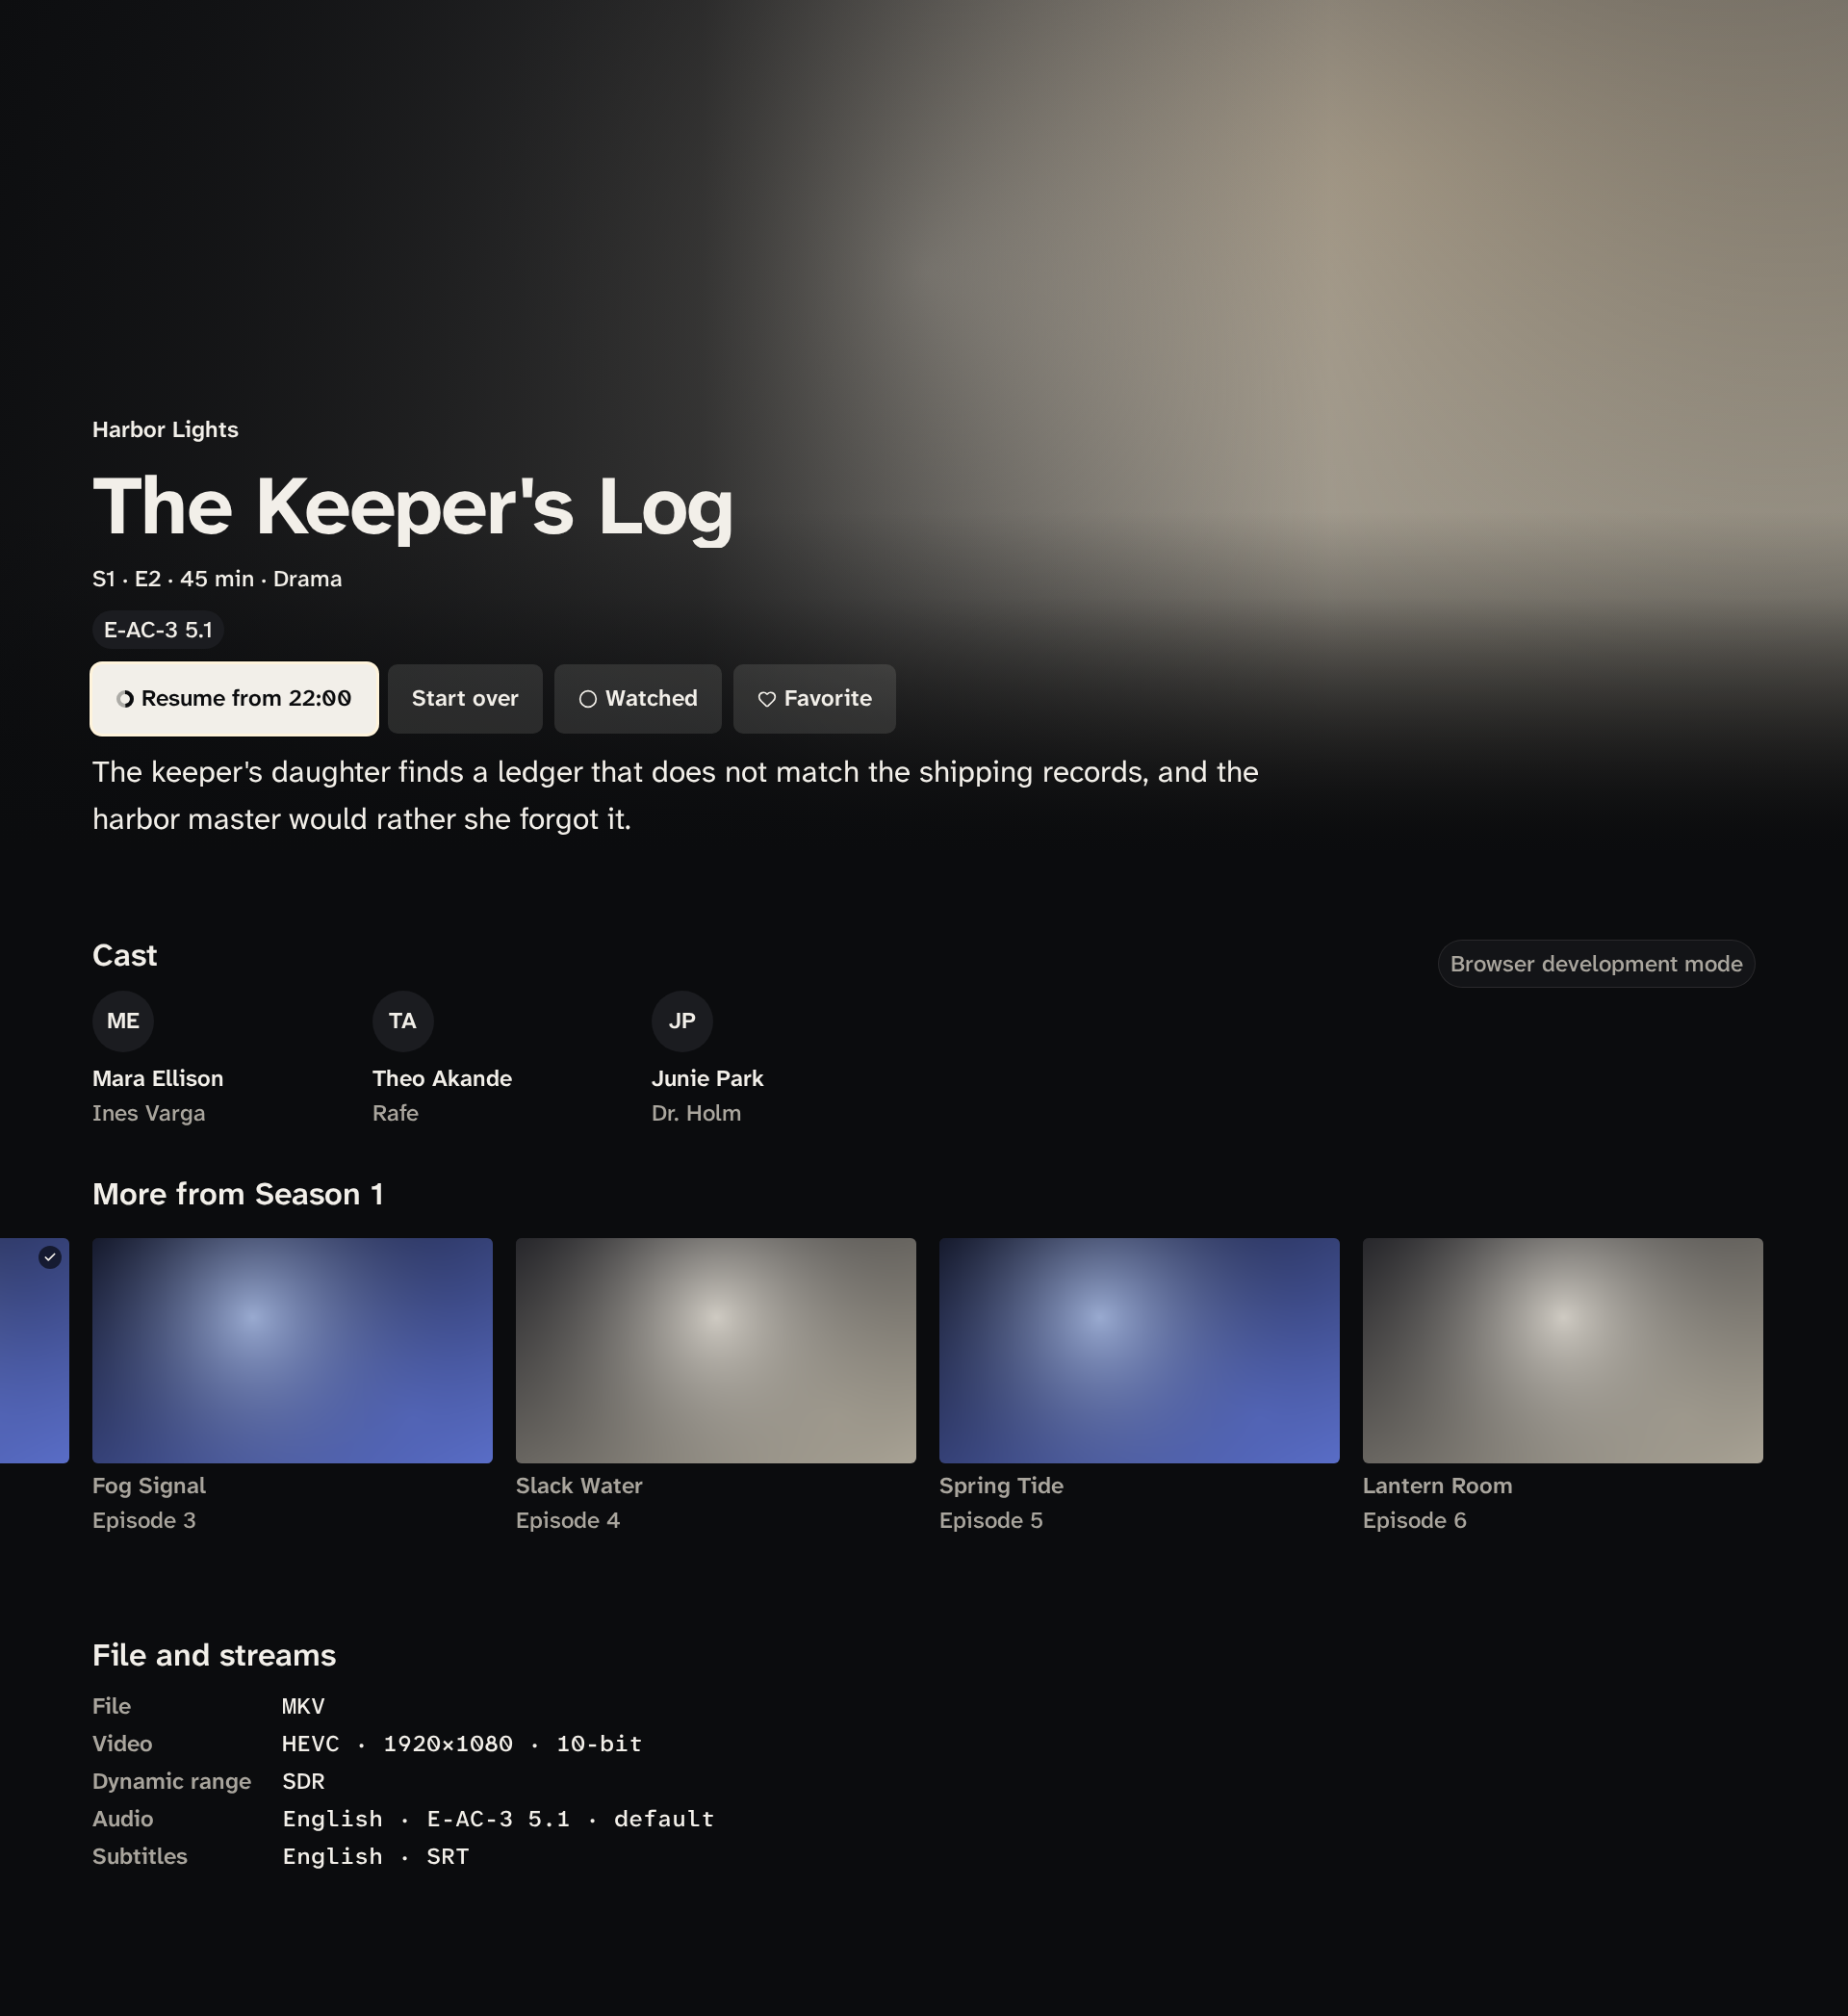 Harbor Lights
The Keeper's Log
S1 · E2 · 45 min · Drama
E-AC-3 5.1
Resume from 22:00
Start over
Watched
Favorite
The keeper's daughter finds a ledger that does not match the shipping records, and the
harbor master would rather she forgot it.
Cast
Browser development mode
ME
TA
JP
Mara Ellison
Theo Akande
Junie Park
Ines Varga
Rafe
Dr. Holm
More from Season 1
Fog Signal
Slack Water
Spring Tide
Lantern Room
Episode 3
Episode 4
Episode 5
Episode 6
File and streams
File MKV
Video HEVC · 1920×1080 · 10-bit
Dynamic range SDR
Audio English · E-AC-3 5.1 · default
Subtitles English · SRT